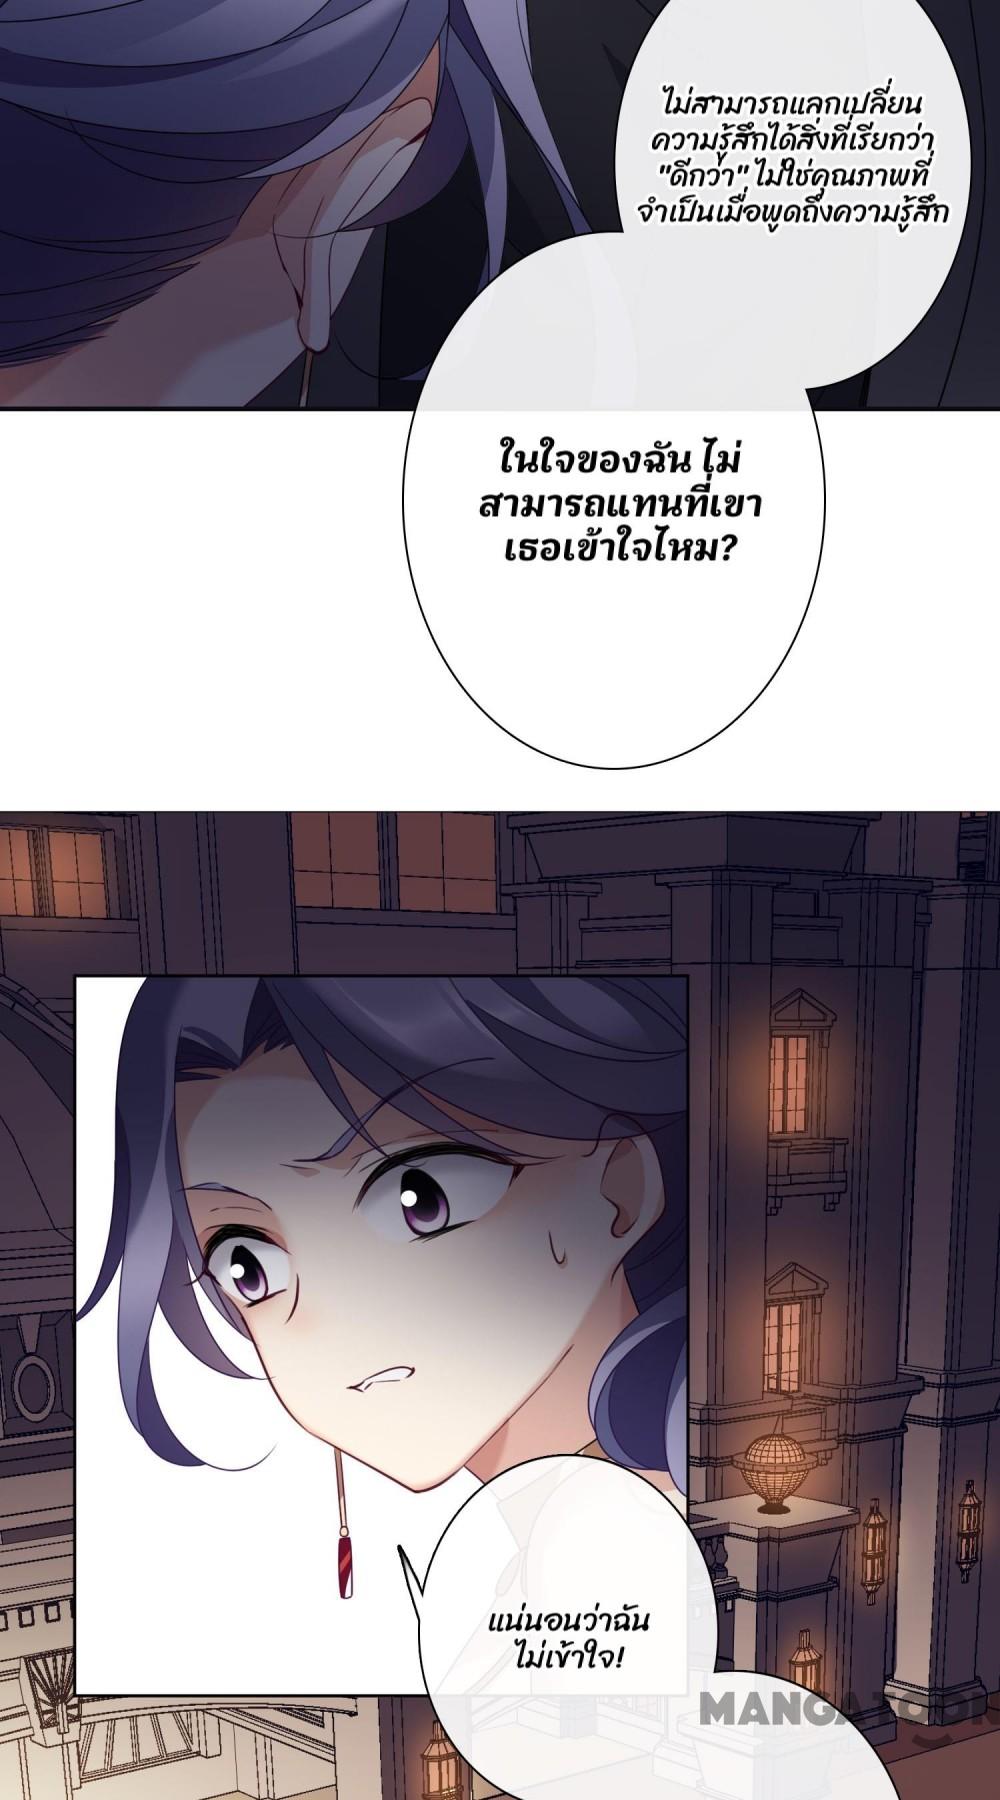 ไม่สามารถแลกเปลี่ยน
ความรู้สึกได้สิ่งที่เรียกว่า
"ดีกว่า" ไม่ใช่คุณภาพที่
จำเป็นเมื่อพูดถึงความรู้สึก
ในใจของฉัน ไม่
สามารถแทนที่เขา
เธอเข้าใจไหม?
แน่นอนว่าฉัน
ไม่เข้าใจ!
MANGATOON